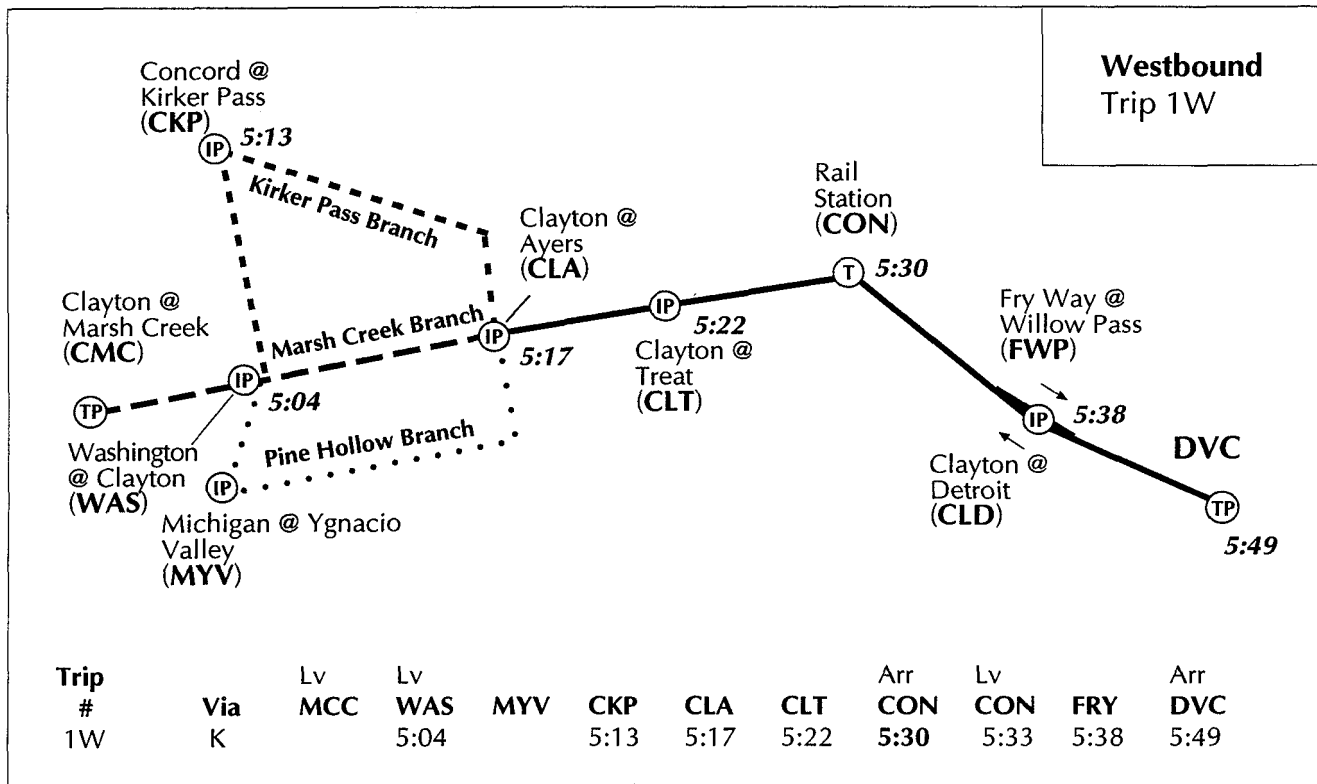 Westbound
Trip 1W
Concord @
Kirker Pass
(CKP)
IP
5:13
Kirker Pass Branch
Clayton @
Ayers
(CLA)
IP
5:17
Rail
Station
(CON)
T
5:30
Clayton @
Marsh Creek
(CMC)
TP
Marsh Creek Branch
IP
5:04
Washington
@ Clayton
(WAS)
IP
5:22
Clayton @
Treat
(CLT)
Fry Way @
Willow Pass
(FWP)
IP
5:38
Clayton @
Detroit
(CLD)
DVC
TP
5:49
Pine Hollow Branch
IP
Michigan @ Ygnacio
Valley
(MYV)
Lv Lv Arr Lv Arr
Trip
# Via MCC WAS MYV CKP CLA CLT CON CON FRY DVC
1W K 5:04 5:13 5:17 5:22 5:30 5:33 5:38 5:49